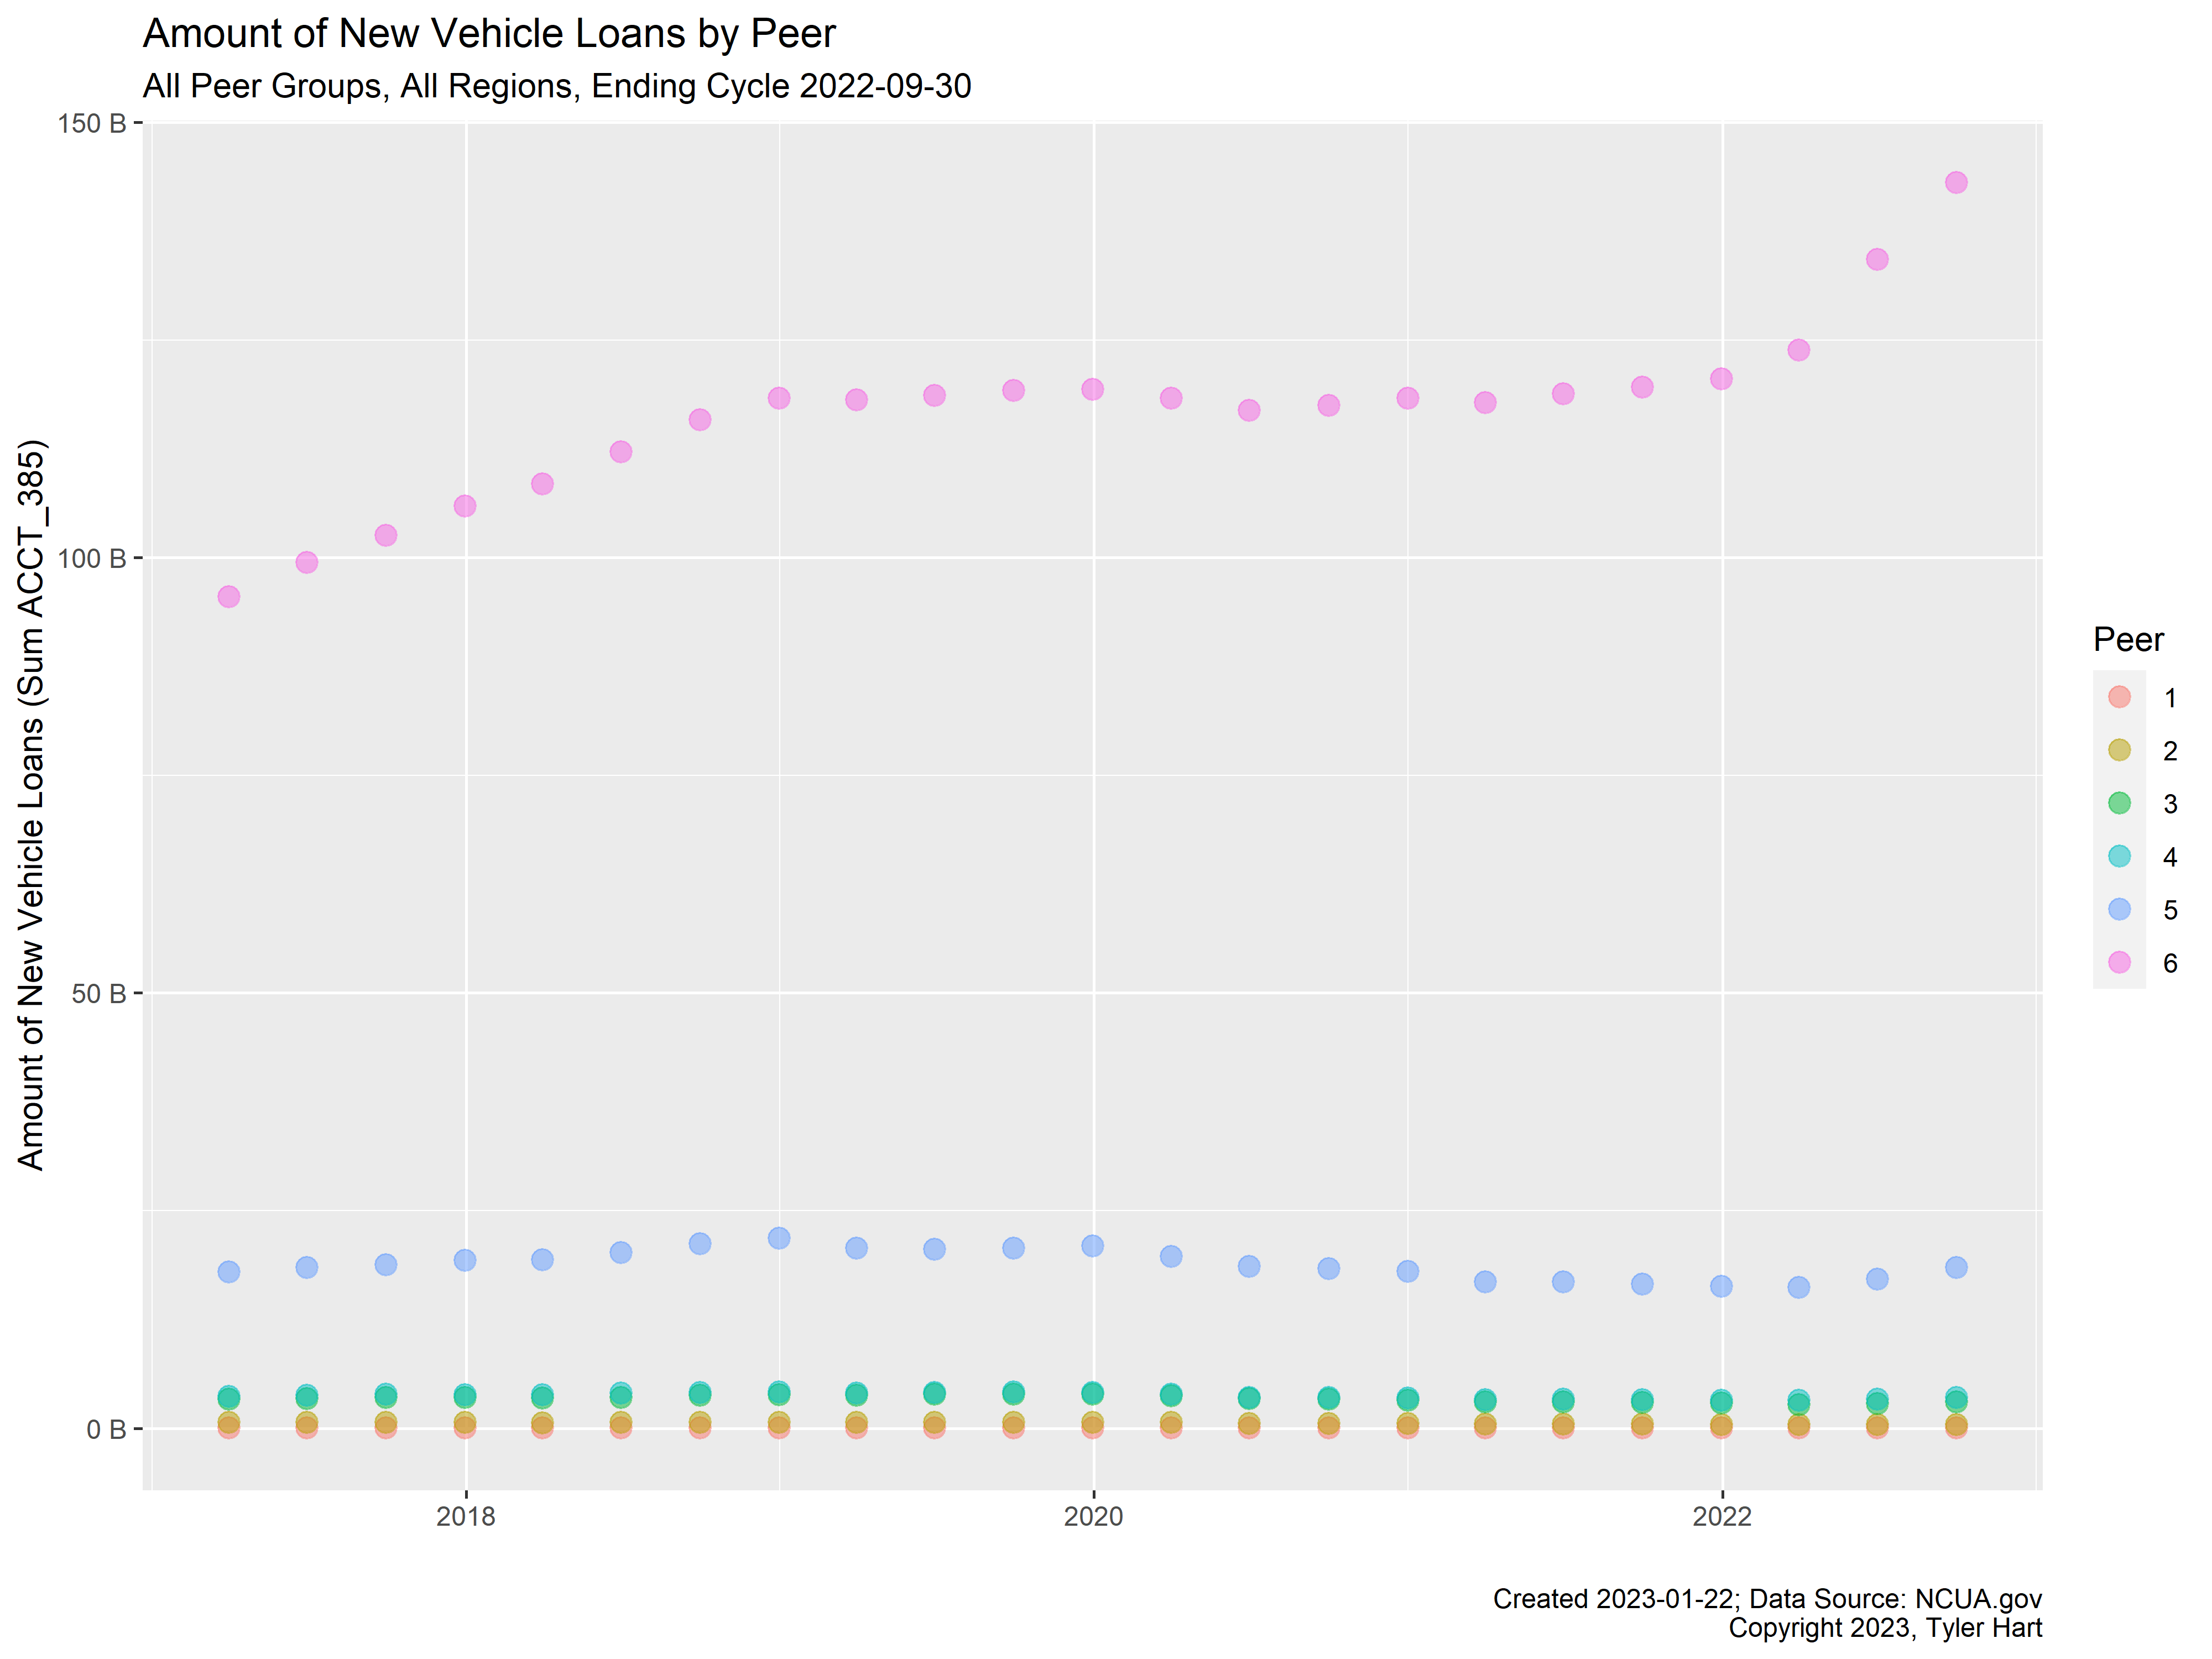 Amount of New Vehicle Loans by Peer
All Peer Groups, All Regions, Ending Cycle 2022-09-30
Amount of New Vehicle Loans (Sum ACCT_385)
150 B
100 B
50 B
0 B
2018
2020
2022
Peer
1
2
3
4
5
6
Created 2023-01-22; Data Source: NCUA.gov
Copyright 2023, Tyler Hart